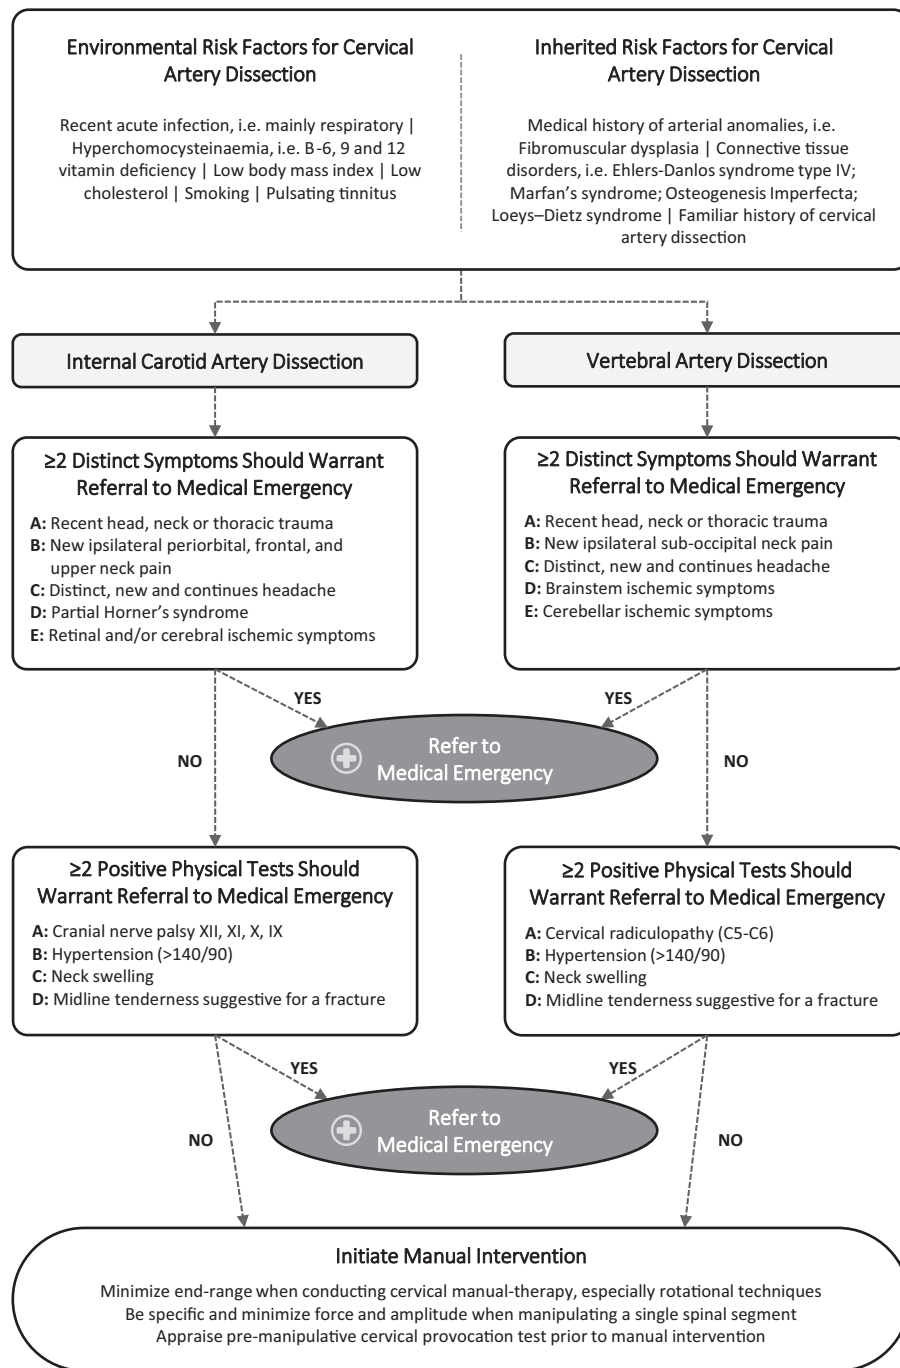 Environmental Risk Factors for Cervical
Artery Dissection
Recent acute infection, i.e. mainly respiratory |
Hyperchomocysteinaemia, i.e. B-6, 9 and 12
vitamin deficiency | Low body mass index | Low
cholesterol | Smoking | Pulsating tinnitus
Inherited Risk Factors for Cervical
Artery Dissection
Medical history of arterial anomalies, i.e.
Fibromuscular dysplasia | Connective tissue
disorders, i.e. Ehlers-Danlos syndrome type IV;
Marfan's syndrome; Osteogenesis Imperfecta;
Loeys–Dietz syndrome | Familiar history of cervical
artery dissection
Internal Carotid Artery Dissection
Vertebral Artery Dissection
≥2 Distinct Symptoms Should Warrant
Referral to Medical Emergency
A: Recent head, neck or thoracic trauma
B: New ipsilateral periorbital, frontal, and
upper neck pain
C: Distinct, new and continues headache
D: Partial Horner's syndrome
E: Retinal and/or cerebral ischemic symptoms
≥2 Distinct Symptoms Should Warrant
Referral to Medical Emergency
A: Recent head, neck or thoracic trauma
B: New ipsilateral sub-occipital neck pain
C: Distinct, new and continues headache
D: Brainstem ischemic symptoms
E: Cerebellar ischemic symptoms
YES
YES
Refer to
Medical Emergency
NO
NO
≥2 Positive Physical Tests Should
Warrant Referral to Medical Emergency
A: Cranial nerve palsy XII, XI, X, IX
B: Hypertension (>140/90)
C: Neck swelling
D: Midline tenderness suggestive for a fracture
≥2 Positive Physical Tests Should
Warrant Referral to Medical Emergency
A: Cervical radiculopathy (C5-C6)
B: Hypertension (>140/90)
C: Neck swelling
D: Midline tenderness suggestive for a fracture
YES
YES
Refer to
Medical Emergency
NO
NO
Initiate Manual Intervention
Minimize end-range when conducting cervical manual-therapy, especially rotational techniques
Be specific and minimize force and amplitude when manipulating a single spinal segment
Appraise pre-manipulative cervical provocation test prior to manual intervention